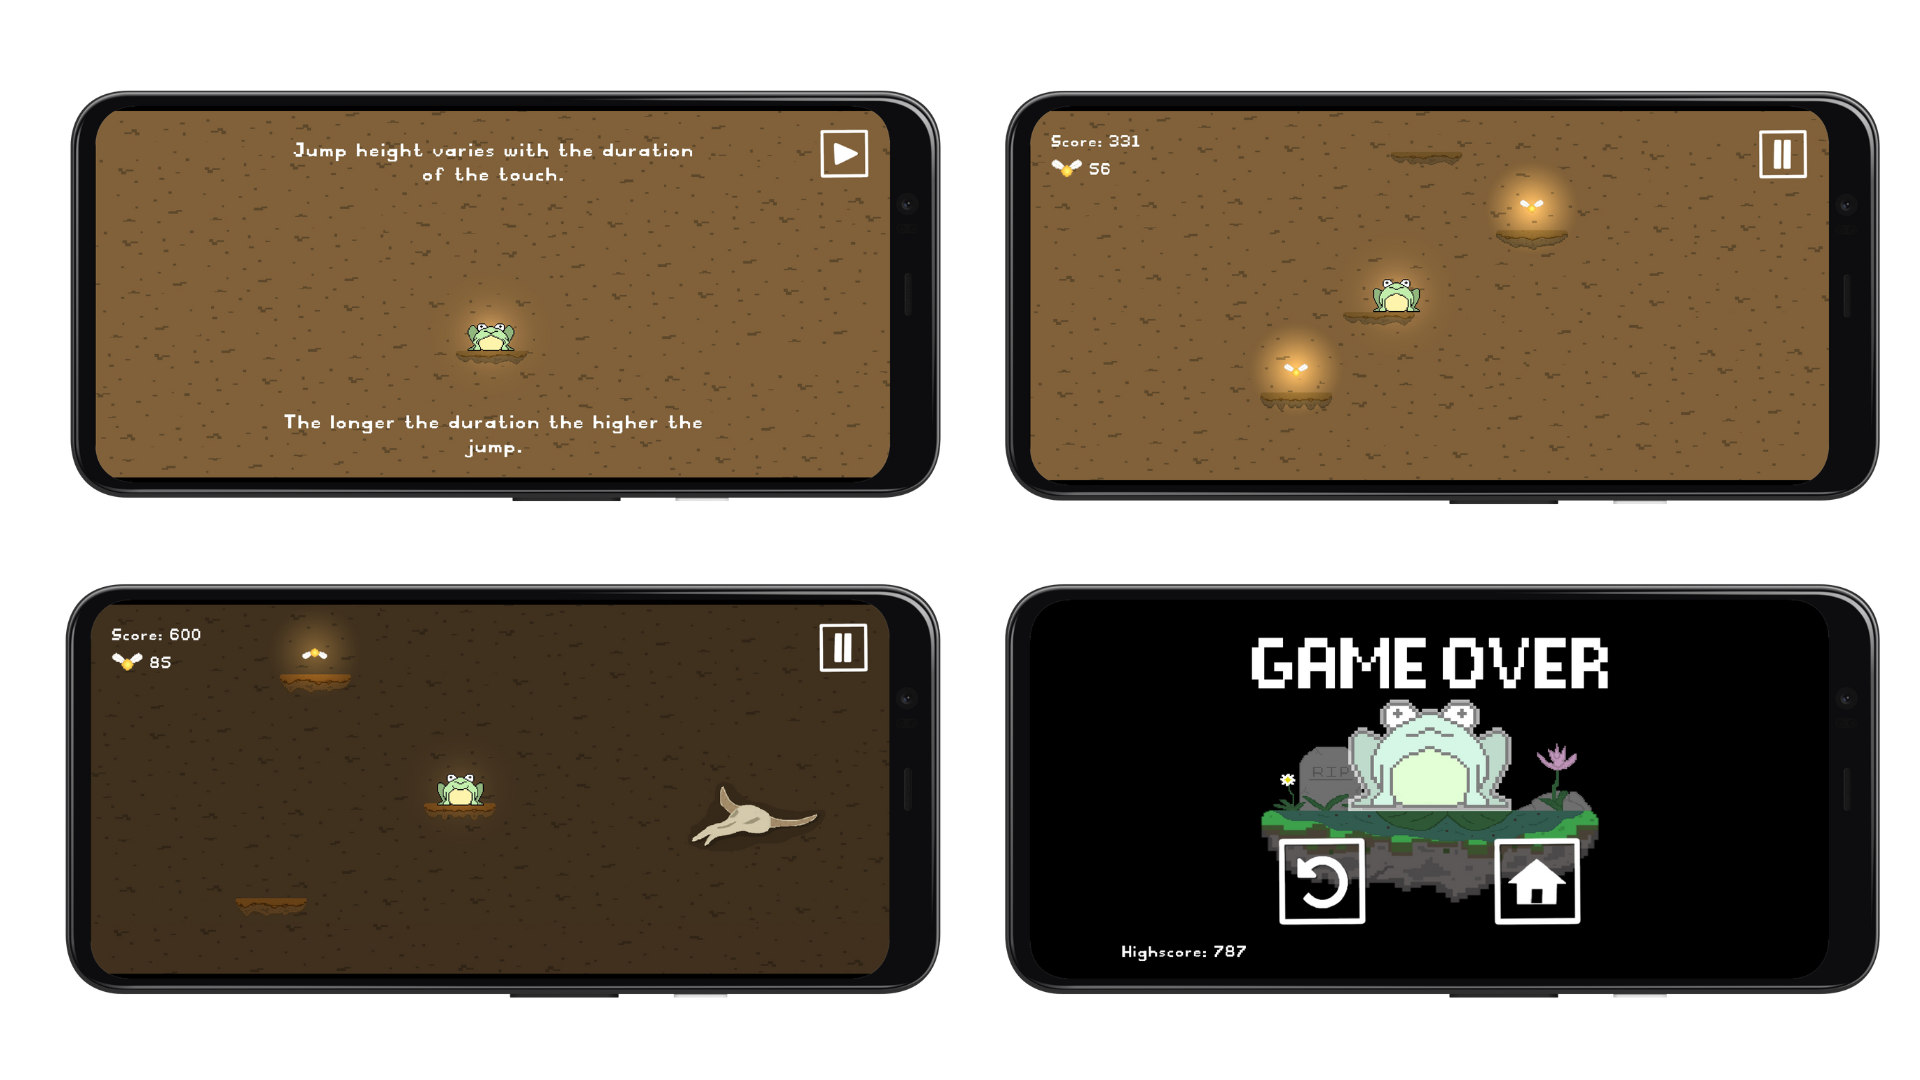 Jump height varies with the duration
of the touch.
The longer the duration the higher the
jump.
Score: 331
56
Score: 600
85
GAME OVER
RIP
Highscore: 787